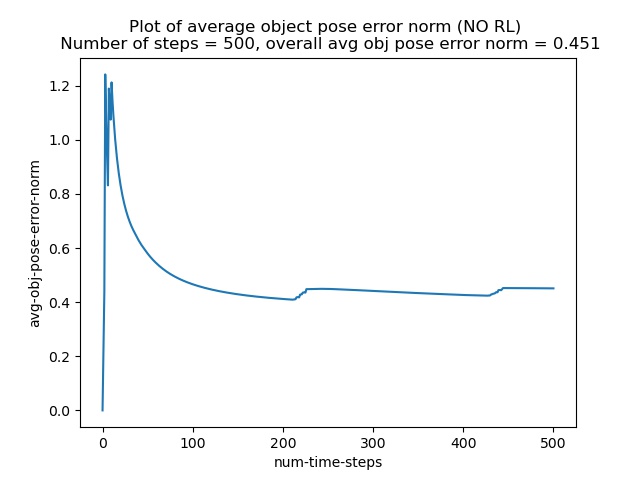 Plot of average object pose error norm (NO RL)
Number of steps = 500, overall avg obj pose error norm = 0.451
1.2
1.0
0.8
0.6
0.4
0.2
0.0
avg-obj-pose-error-norm
0 100 200 300 400 500
num-time-steps